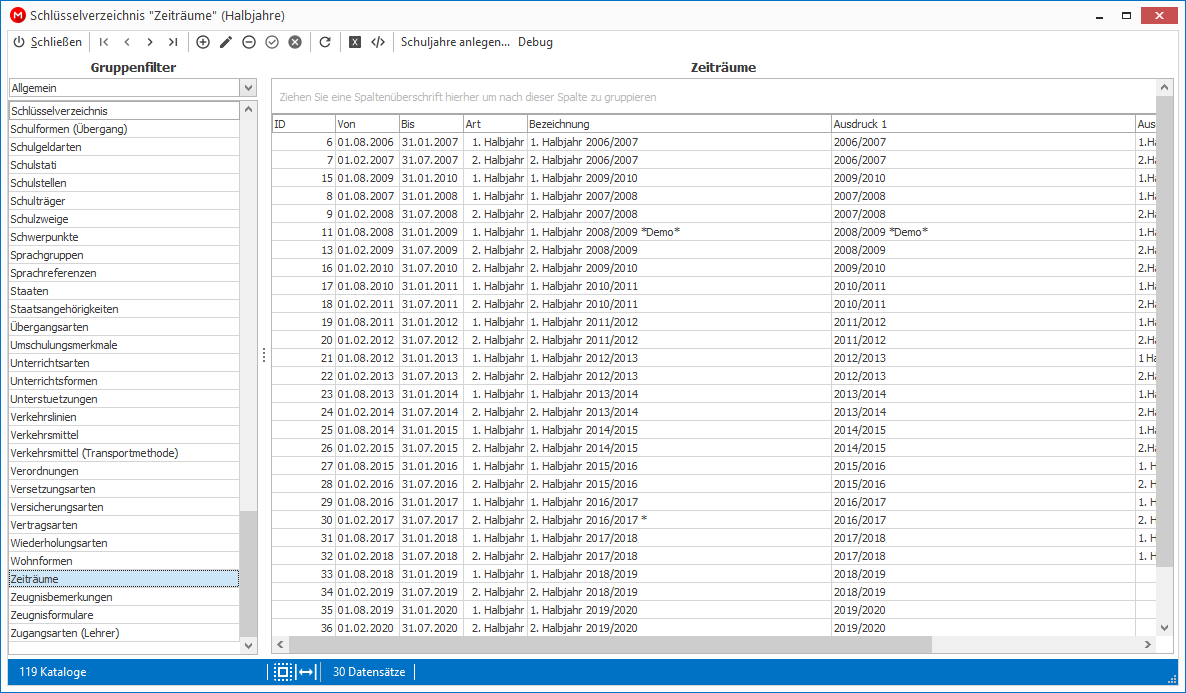 Schlüsselverzeichnis "Zeiträume" (Halbjahre)
Schließen Schuljahre anlegen... Debug
Gruppenfilter
Allgemein
Schlüsselverzeichnis
Schulformen (Übergang)
Schulgeldarten
Schulstati
Schulstellen
Schulträger
Schulzweige
Schwerpunkte
Sprachgruppen
Sprachreferenzen
Staaten
Staatsangehörigkeiten
Übergangsarten
Umschulungsmerkmale
Unterrichtsarten
Unterrichtsformen
Unterstuetzungen
Verkehrslinien
Verkehrsmittel
Verkehrsmittel (Transportmethode)
Verordnungen
Versetzungsarten
Versicherungsarten
Vertragsarten
Wiederholungsarten
Wohnformen
Zeiträume
Zeugnisbemerkungen
Zeugnisformulare
Zugangsarten (Lehrer)
Zeiträume
Ziehen Sie eine Spaltenüberschrift hierher um nach dieser Spalte zu gruppieren
ID Von Bis Art Bezeichnung Ausdruck 1 Aus
6 01.08.2006 31.01.2007 1. Halbjahr 1. Halbjahr 2006/2007 2006/2007 1.Ha
7 01.02.2007 31.07.2007 2. Halbjahr 2. Halbjahr 2006/2007 2006/2007 2.Ha
15 01.08.2009 31.01.2010 1. Halbjahr 1. Halbjahr 2009/2010 2009/2010 1.Ha
8 01.08.2007 31.01.2008 1. Halbjahr 1. Halbjahr 2007/2008 2007/2008 1.Ha
9 01.02.2008 31.07.2008 2. Halbjahr 2. Halbjahr 2007/2008 2007/2008 2.Ha
11 01.08.2008 31.01.2009 1. Halbjahr 1. Halbjahr 2008/2009 *Demo* 2008/2009 *Demo* 1.Ha
13 01.02.2009 31.07.2009 2. Halbjahr 2. Halbjahr 2008/2009 2008/2009 2.Ha
16 01.02.2010 31.07.2010 2. Halbjahr 2. Halbjahr 2009/2010 2009/2010 2.Ha
17 01.08.2010 31.01.2011 1. Halbjahr 1. Halbjahr 2010/2011 2010/2011 1.Ha
18 01.02.2011 31.07.2011 2. Halbjahr 2. Halbjahr 2010/2011 2010/2011 2.Ha
19 01.08.2011 31.01.2012 1. Halbjahr 1. Halbjahr 2011/2012 2011/2012 1.Ha
20 01.02.2012 31.07.2012 2. Halbjahr 2. Halbjahr 2011/2012 2011/2012 2.Ha
21 01.08.2012 31.01.2013 1. Halbjahr 1. Halbjahr 2012/2013 2012/2013 1 Ha
22 01.02.2013 31.07.2013 2. Halbjahr 2. Halbjahr 2012/2013 2012/2013 2.Ha
23 01.08.2013 31.01.2014 1. Halbjahr 1. Halbjahr 2013/2014 2013/2014 1.Ha
24 01.02.2014 31.07.2014 2. Halbjahr 2. Halbjahr 2013/2014 2013/2014 2.Ha
25 01.08.2014 31.01.2015 1. Halbjahr 1. Halbjahr 2014/2015 2014/2015 1.Ha
26 01.02.2015 31.07.2015 2. Halbjahr 2. Halbjahr 2014/2015 2014/2015 2.Ha
27 01.08.2015 31.01.2016 1. Halbjahr 1. Halbjahr 2015/2016 2015/2016 1. H
28 01.02.2016 31.07.2016 2. Halbjahr 2. Halbjahr 2015/2016 2015/2016 2. H
29 01.08.2016 31.01.2017 1. Halbjahr 1. Halbjahr 2016/2017 2016/2017 1. H
30 01.02.2017 31.07.2017 2. Halbjahr 2. Halbjahr 2016/2017 * 2016/2017 2. H
31 01.08.2017 31.01.2018 1. Halbjahr 1. Halbjahr 2017/2018 2017/2018 1. H
32 01.02.2018 31.07.2018 2. Halbjahr 2. Halbjahr 2017/2018 2017/2018 1. H
33 01.08.2018 31.01.2019 1. Halbjahr 1. Halbjahr 2018/2019 2018/2019
34 01.02.2019 31.07.2019 2. Halbjahr 2. Halbjahr 2018/2019 2018/2019
35 01.08.2019 31.01.2020 1. Halbjahr 1. Halbjahr 2019/2020 2019/2020
36 01.02.2020 31.07.2020 2. Halbjahr 2. Halbjahr 2019/2020 2019/2020
119 Kataloge 30 Datensätze